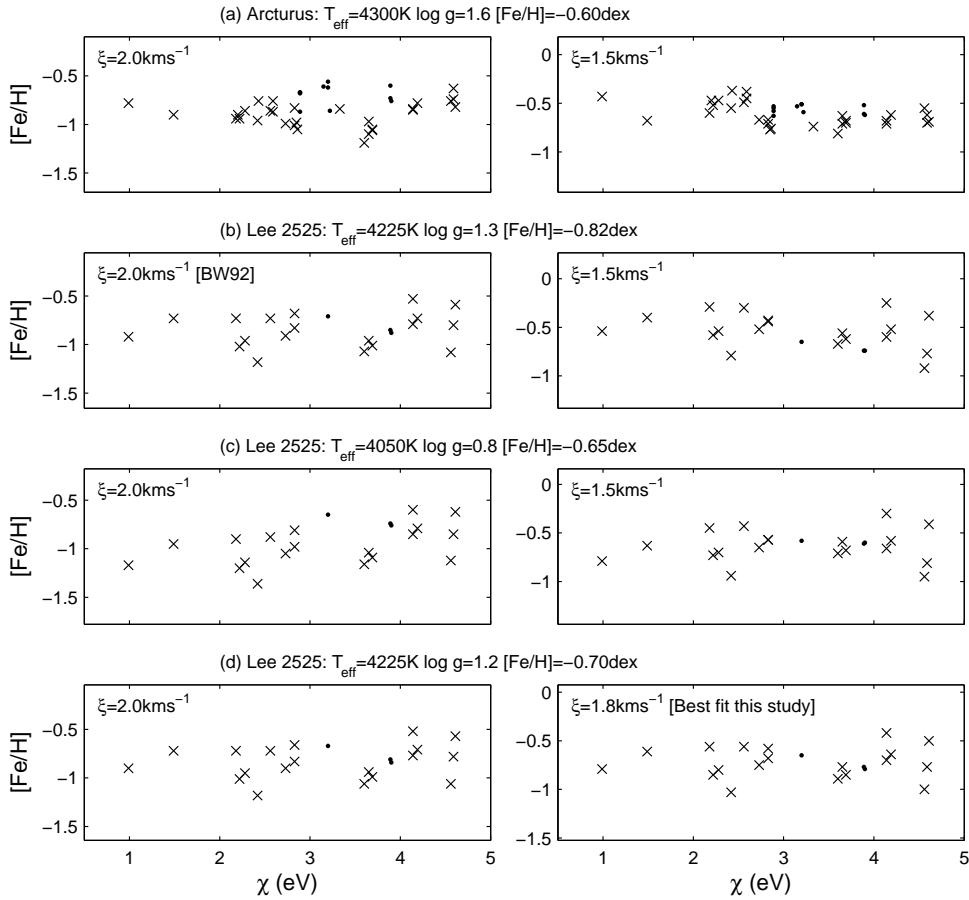 (a) Arcturus: T_eff=4300K log g=1.6 [Fe/H]=−0.60dex
ξ=2.0kms⁻¹
ξ=1.5kms⁻¹
[Fe/H]
−0.5
−1
−1.5
0
−0.5
−1
(b) Lee 2525: T_eff=4225K log g=1.3 [Fe/H]=−0.82dex
ξ=2.0kms⁻¹ [BW92]
ξ=1.5kms⁻¹
[Fe/H]
−0.5
−1
−1.5
0
−0.5
−1
(c) Lee 2525: T_eff=4050K log g=0.8 [Fe/H]=−0.65dex
ξ=2.0kms⁻¹
ξ=1.5kms⁻¹
[Fe/H]
−0.5
−1
−1.5
0
−0.5
−1
(d) Lee 2525: T_eff=4225K log g=1.2 [Fe/H]=−0.70dex
ξ=2.0kms⁻¹
ξ=1.8kms⁻¹ [Best fit this study]
[Fe/H]
−0.5
−1
−1.5
0
−0.5
−1
−1.5
1 2 3 4 5
1 2 3 4 5
χ (eV)
χ (eV)